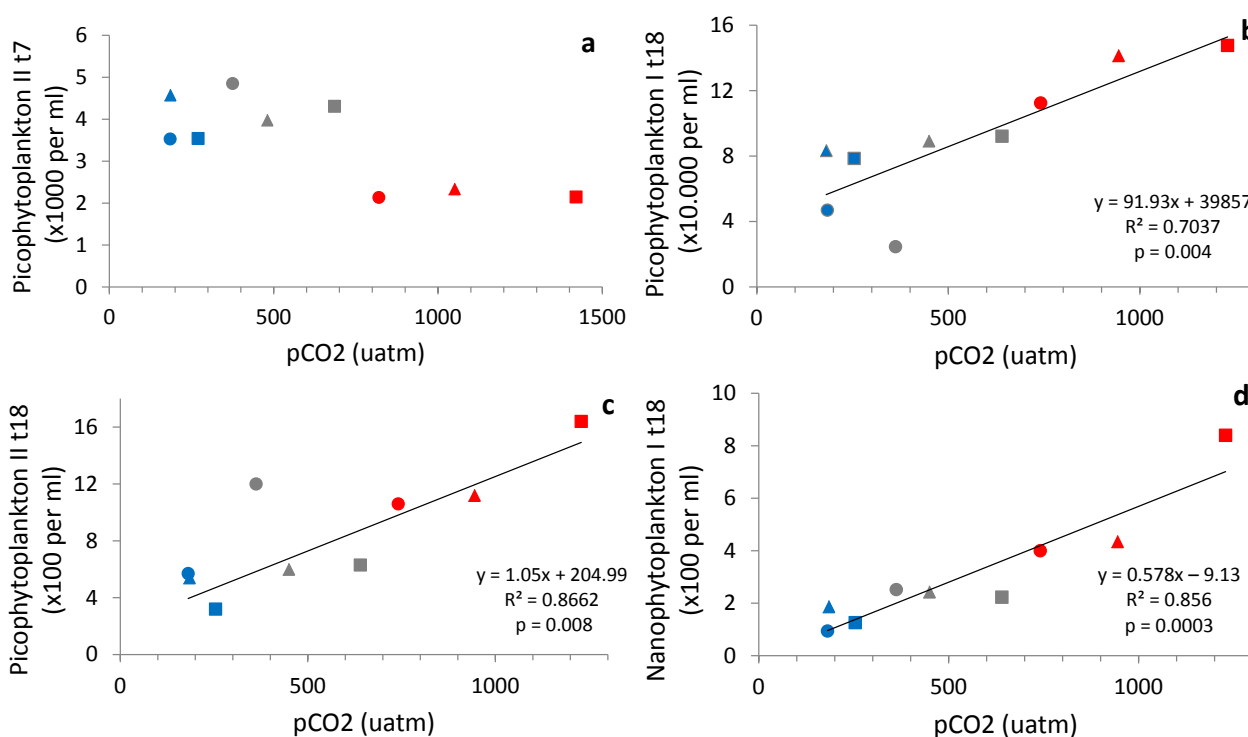 a
Picophytoplankton II t7
(x1000 per ml)
6
5
4
3
2
1
0
0 500 1000 1500
pCO2 (uatm)
b
Picophytoplankton I t18
(x10.000 per ml)
16
12
8
4
0
y = 91.93x + 39857
R² = 0.7037
p = 0.004
0 500 1000
pCO2 (uatm)
c
Picophytoplankton II t18
(x100 per ml)
16
12
8
4
0
y = 1.05x + 204.99
R² = 0.8662
p = 0.008
0 500 1000
pCO2 (uatm)
d
Nanophytoplankton I t18
(x100 per ml)
10
8
6
4
2
0
y = 0.578x – 9.13
R² = 0.856
p = 0.0003
0 500 1000
pCO2 (uatm)